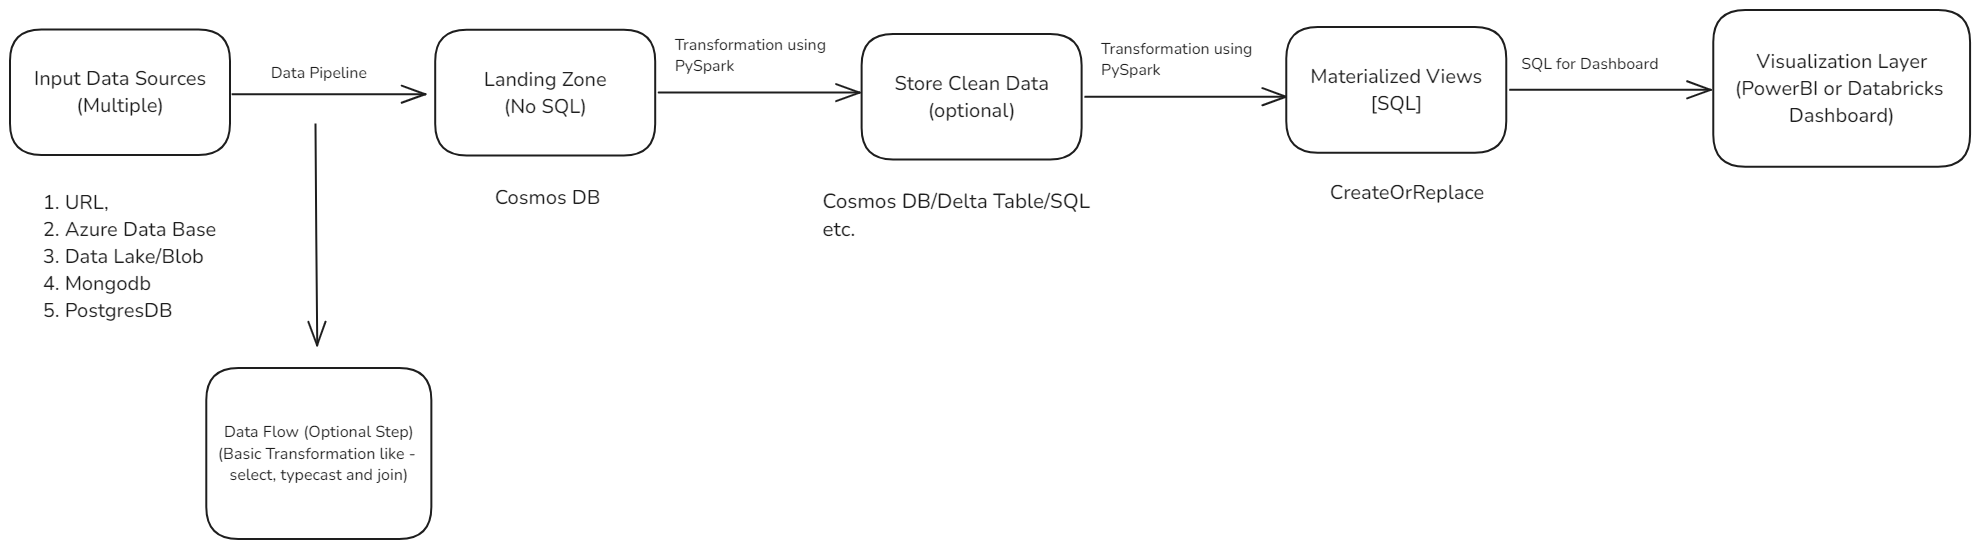 Input Data Sources
(Multiple)
Data Pipeline
Landing Zone
(No SQL)
Transformation using
PySpark
Store Clean Data
(optional)
Transformation using
PySpark
Materialized Views
[SQL]
SQL for Dashboard
Visualization Layer
(PowerBI or Databricks
Dashboard)
1. URL,
2. Azure Data Base
3. Data Lake/Blob
4. Mongodb
5. PostgresDB
Cosmos DB
Cosmos DB/Delta Table/SQL
etc.
CreateOrReplace
Data Flow (Optional Step)
(Basic Transformation like -
select, typecast and join)